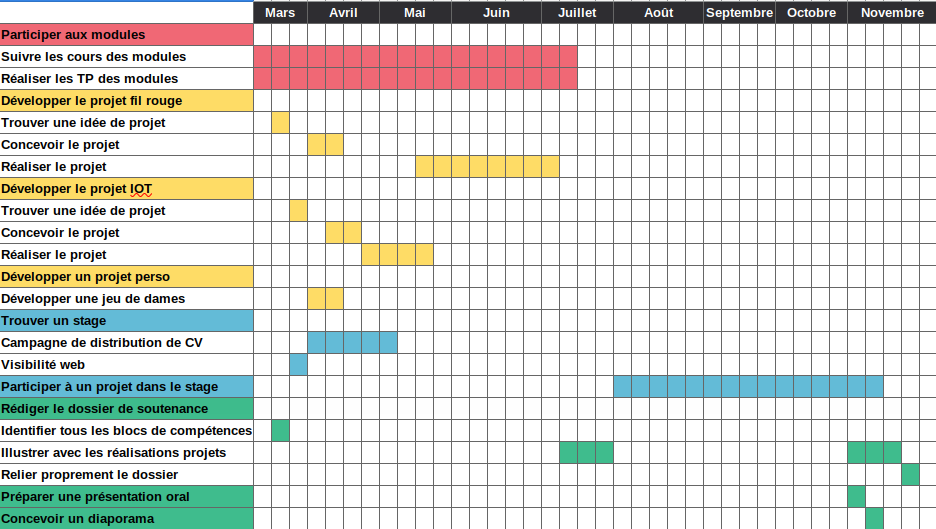 Mars Avril Mai Juin Juillet Août Septembre Octobre Novembre
Participer aux modules
Suivre les cours des modules
Réaliser les TP des modules
Développer le projet fil rouge
Trouver une idée de projet
Concevoir le projet
Réaliser le projet
Développer le projet IOT
Trouver une idée de projet
Concevoir le projet
Réaliser le projet
Développer un projet perso
Développer une jeu de dames
Trouver un stage
Campagne de distribution de CV
Visibilité web
Participer à un projet dans le stage
Rédiger le dossier de soutenance
Identifier tous les blocs de compétences
Illustrer avec les réalisations projets
Relier proprement le dossier
Préparer une présentation oral
Concevoir un diaporama